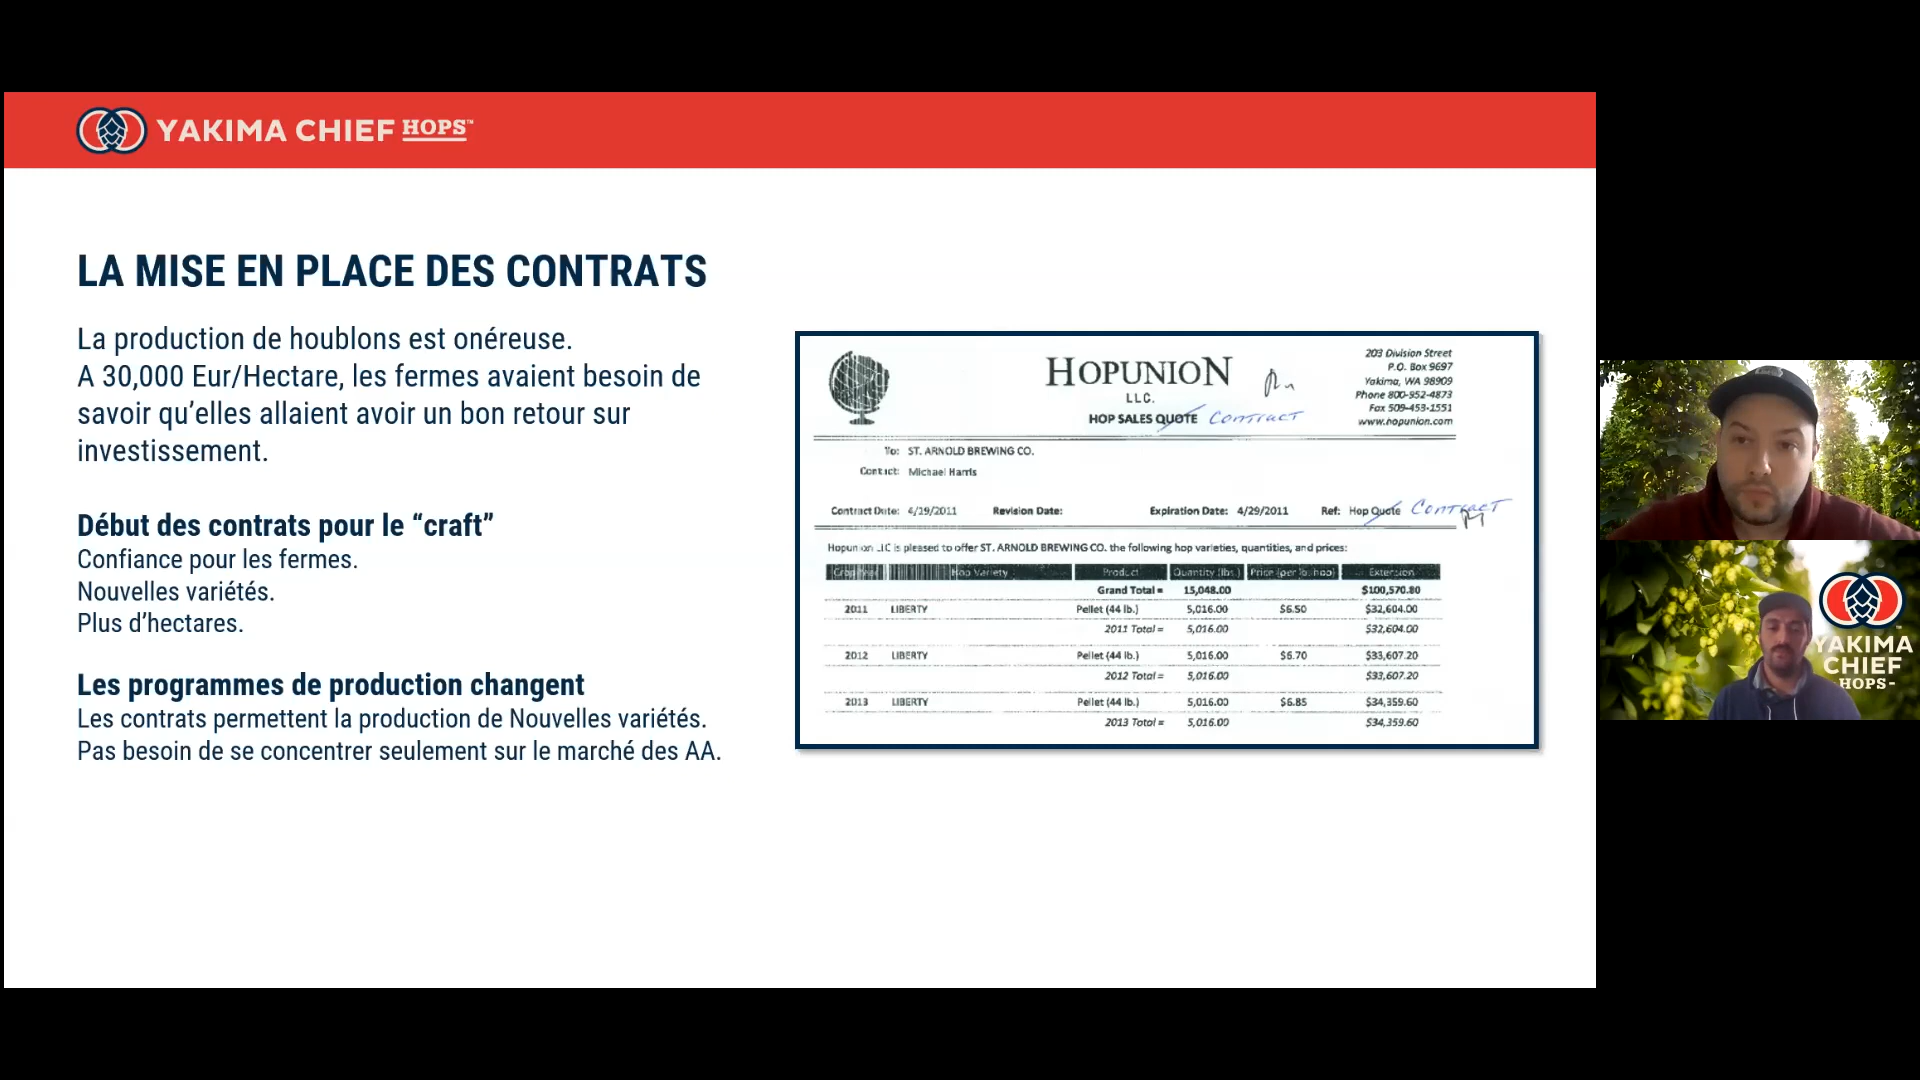 YAKIMA CHIEF HOPS™
LA MISE EN PLACE DES CONTRATS
La production de houblons est onéreuse.
A 30,000 Eur/Hectare, les fermes avaient besoin de
savoir qu’elles allaient avoir un bon retour sur
investissement.
Début des contrats pour le “craft”
Confiance pour les fermes.
Nouvelles variétés.
Plus d’hectares.
Les programmes de production changent
Les contrats permettent la production de Nouvelles variétés.
Pas besoin de se concentrer seulement sur le marché des AA.
HOPUNION
LLC.
HOP SALES QUOTE Contract
203 Division Street
P.O. Box 9697
Yakima, WA 98909
Phone 800-952-4873
Fax 509-453-1551
www.hopunion.com
To: ST. ARNOLD BREWING CO.
Contact: Michael Harris
Contract Date: 4/29/2011 Revision Date: Expiration Date: 4/29/2011 Ref: Hop Quote Contract
Hopunion LLC is pleased to offer ST. ARNOLD BREWING CO. the following hop varieties, quantities, and prices:
Crop Year Hop Variety Product Quantity (lbs.) Price (per lb. hop) Extension
Grand Total = 15,048.00 $100,570.80
2011 LIBERTY Pellet (44 lb.) 5,016.00 $6.50 $32,604.00
2011 Total = 5,016.00 $32,604.00
2012 LIBERTY Pellet (44 lb.) 5,016.00 $6.70 $33,607.20
2012 Total = 5,016.00 $33,607.20
2013 LIBERTY Pellet (44 lb.) 5,016.00 $6.85 $34,359.60
2013 Total = 5,016.00 $34,359.60
YAKIMA
CHIEF
HOPS